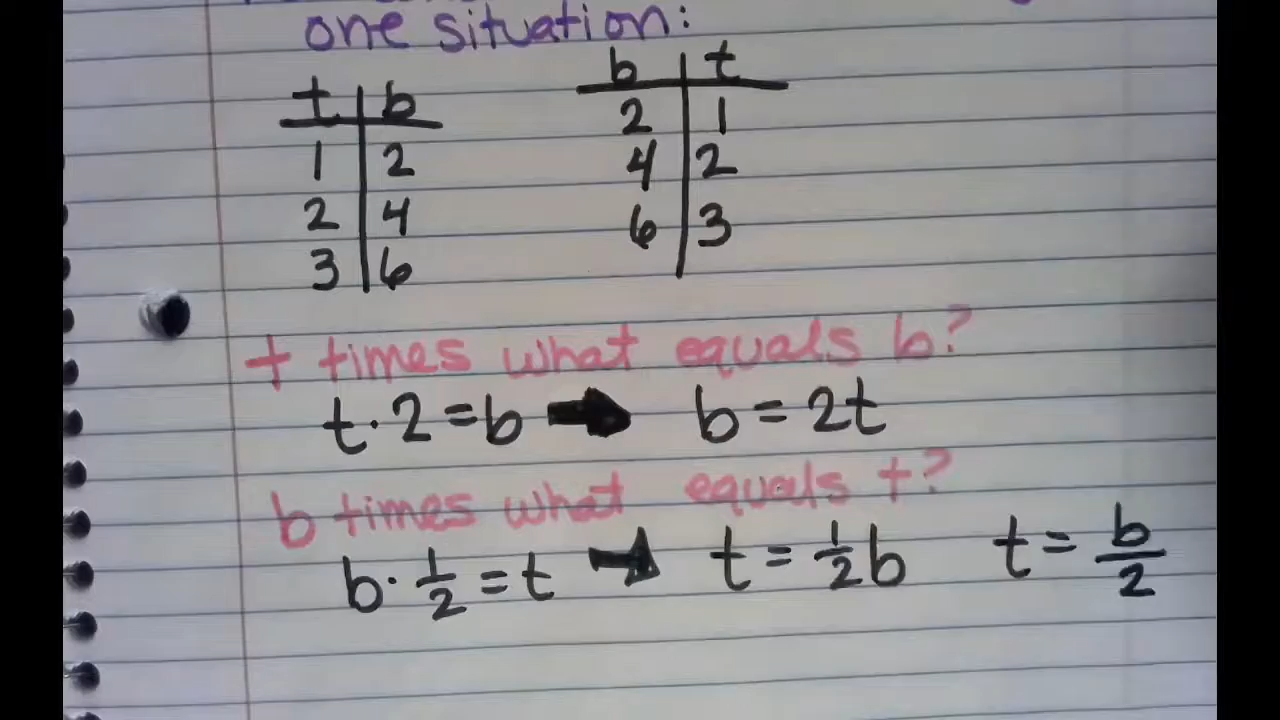 one situation:
t b
1 2
2 4
3 6
b t
2 1
4 2
6 3
t times what equals b?
t · 2 = b → b = 2t
b times what equals t?
b · 1/2 = t → t = 1/2 b t = b/2